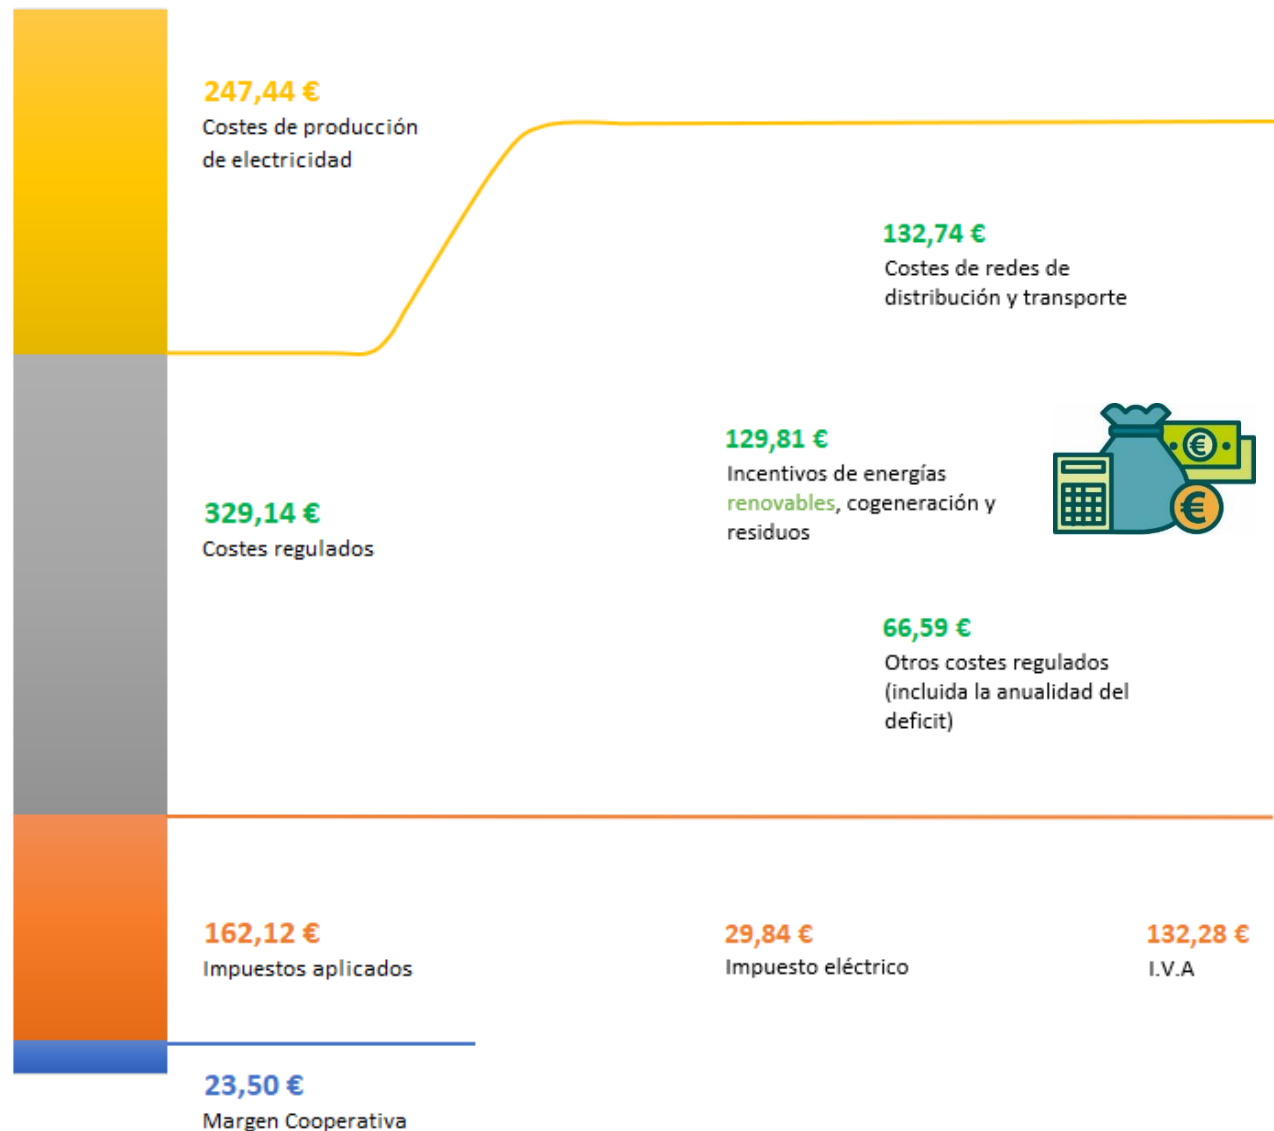 247,44 €
Costes de producción
de electricidad
132,74 €
Costes de redes de
distribución y transporte
129,81 €
Incentivos de energías
renovables, cogeneración y
residuos
329,14 €
Costes regulados
66,59 €
Otros costes regulados
(incluida la anualidad del
deficit)
162,12 €
Impuestos aplicados
29,84 €
Impuesto eléctrico
132,28 €
I.V.A
23,50 €
Margen Cooperativa